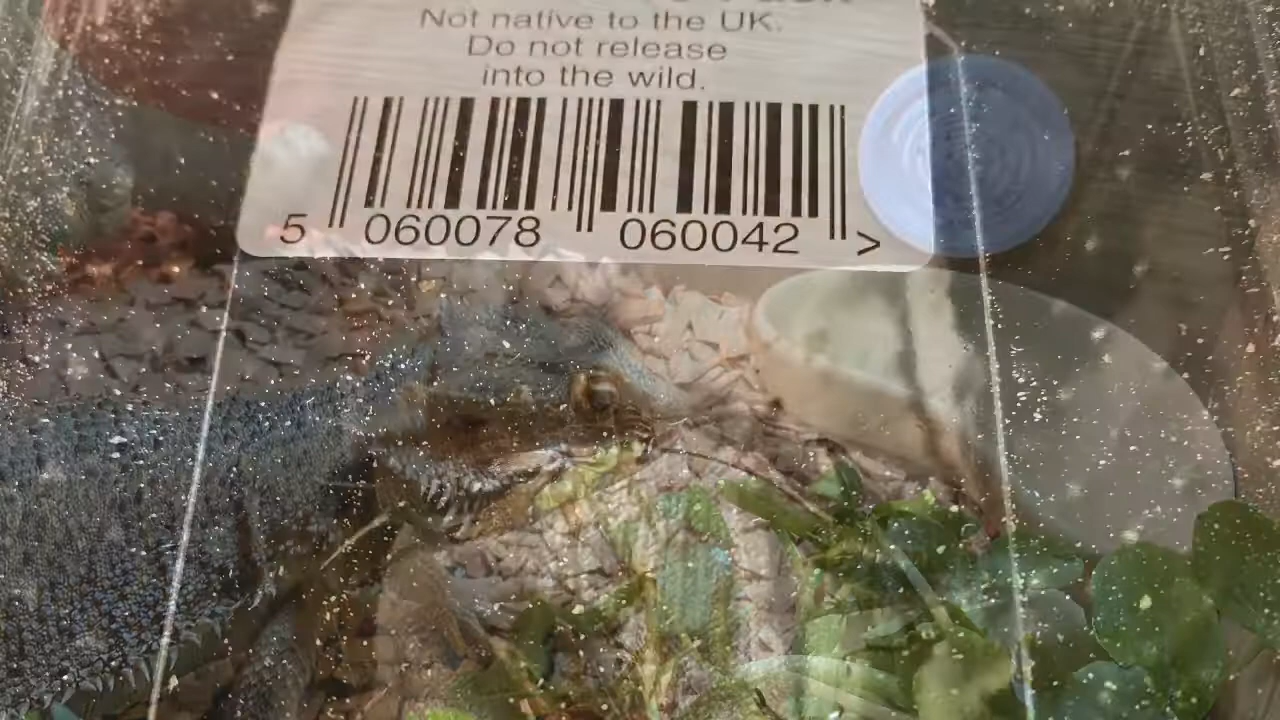 Not native to the UK.
Do not release
into the wild.
5 060078 060042 >